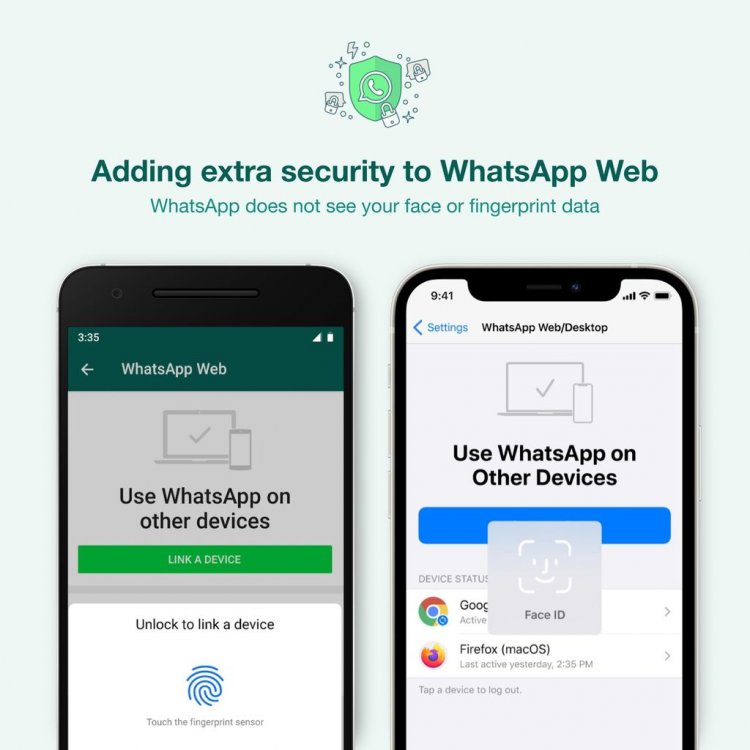 Adding extra security to WhatsApp Web
WhatsApp does not see your face or fingerprint data
3:35
WhatsApp Web
Use WhatsApp on
other devices
LINK A DEVICE
Unlock to link a device
Touch the fingerprint sensor
9:41
Settings
WhatsApp Web/Desktop
Use WhatsApp on
Other Devices
Face ID
DEVICE STATUS
Goog
Active
Firefox (macOS)
Last active yesterday, 2:35 PM
Tap a device to log out.